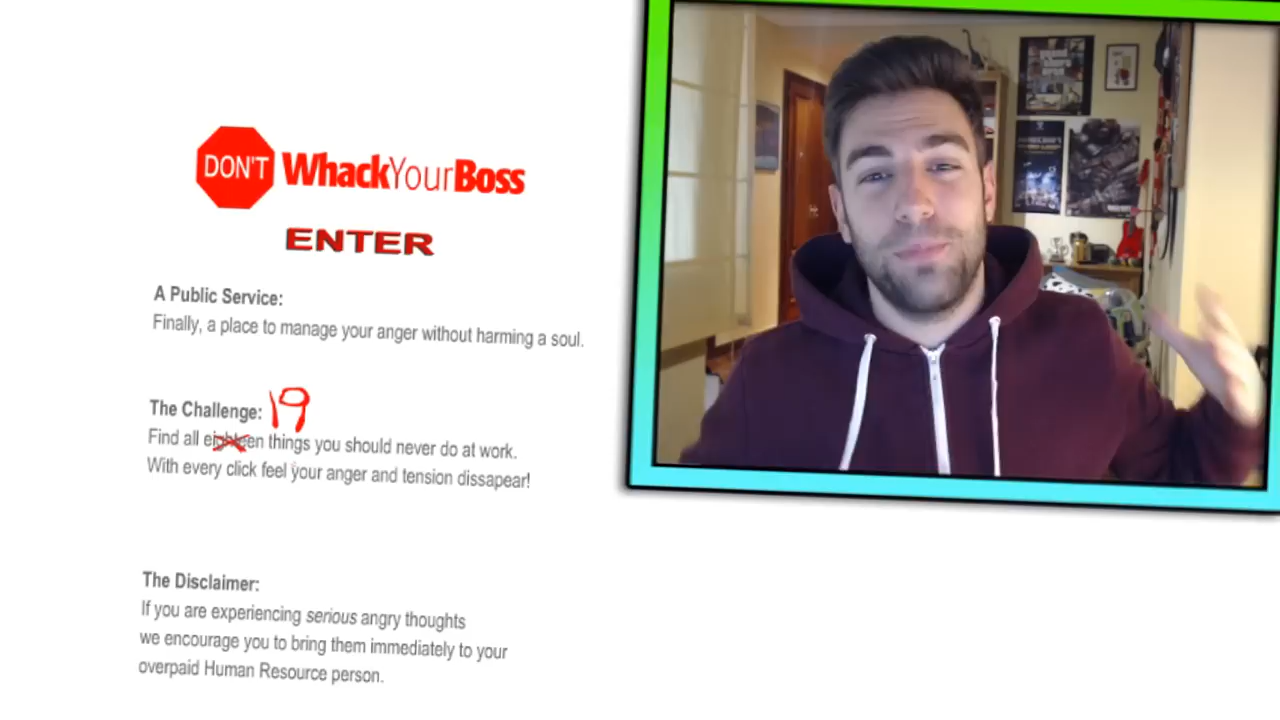 DON'T WhackYourBoss
ENTER
A Public Service:
Finally, a place to manage your anger without harming a soul.
The Challenge: 19
Find all eighteen things you should never do at work.
With every click feel your anger and tension dissapear!
The Disclaimer:
If you are experiencing serious angry thoughts
we encourage you to bring them immediately to your
overpaid Human Resource person.